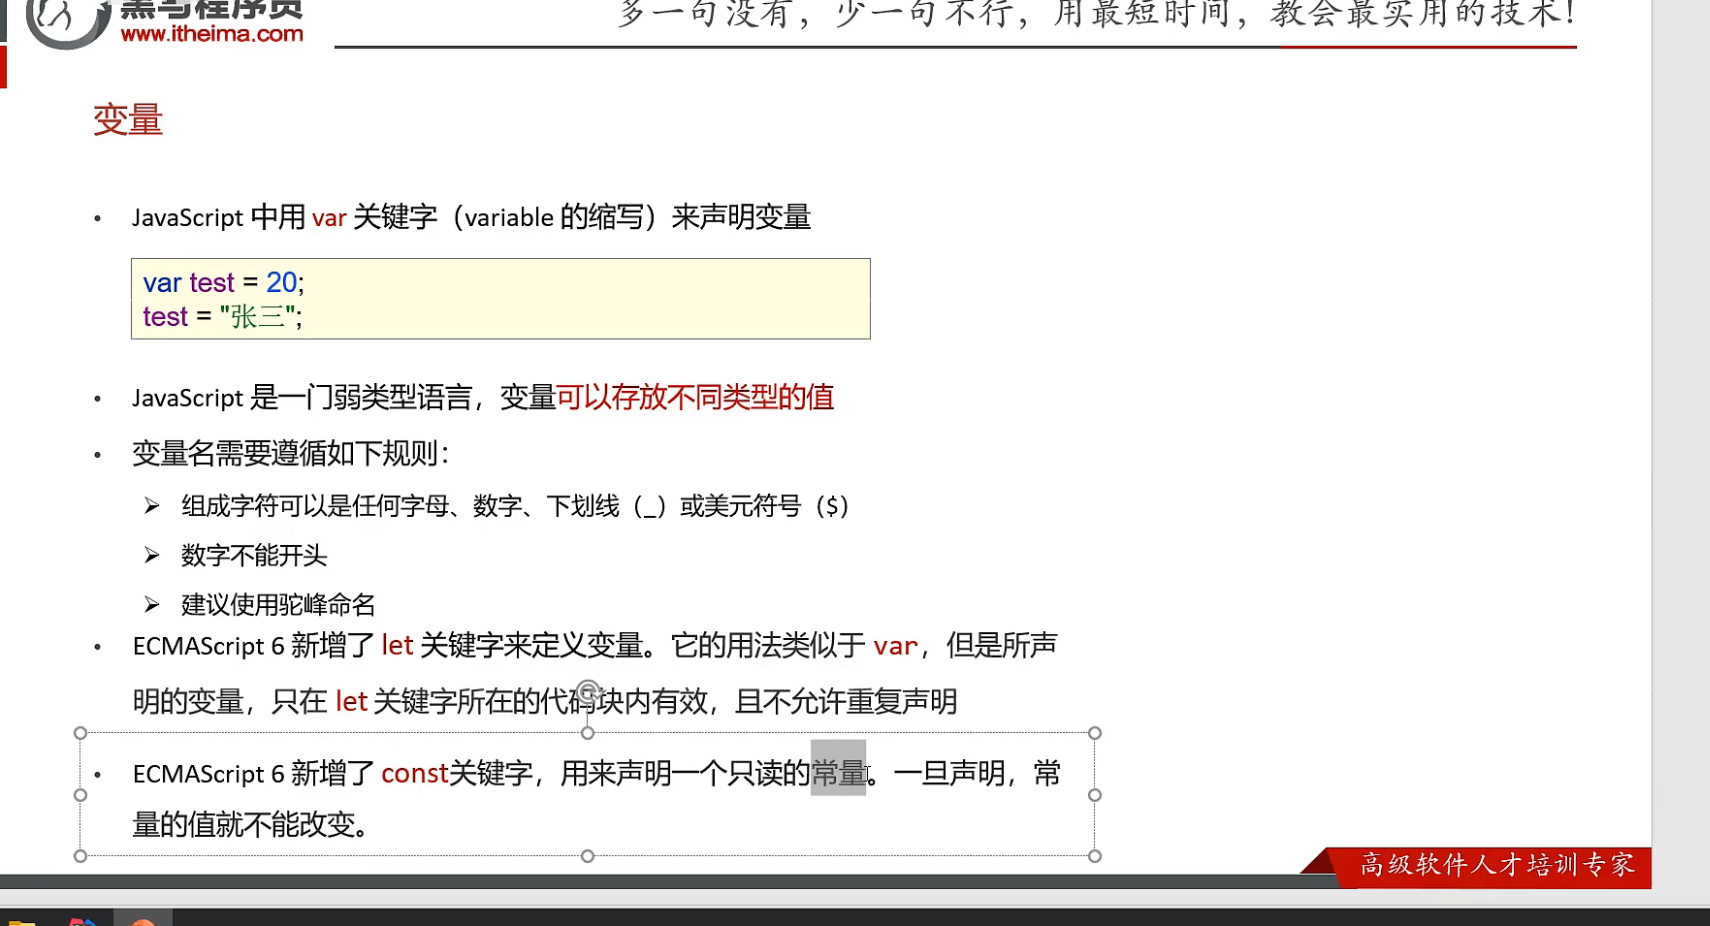 黑马程序员
www.itheima.com
多一句没有，少一句不行，用最短时间，教会最实用的技术！
变量
• JavaScript 中用 var 关键字（variable 的缩写）来声明变量
var test = 20;
test = "张三";
• JavaScript 是一门弱类型语言，变量可以存放不同类型的值
• 变量名需要遵循如下规则：
➢ 组成字符可以是任何字母、数字、下划线（_）或美元符号（$）
➢ 数字不能开头
➢ 建议使用驼峰命名
• ECMAScript 6 新增了 let 关键字来定义变量。它的用法类似于 var，但是所声
明的变量，只在 let 关键字所在的代码块内有效，且不允许重复声明
• ECMAScript 6 新增了 const关键字，用来声明一个只读的常量。一旦声明，常
量的值就不能改变。
高级软件人才培训专家